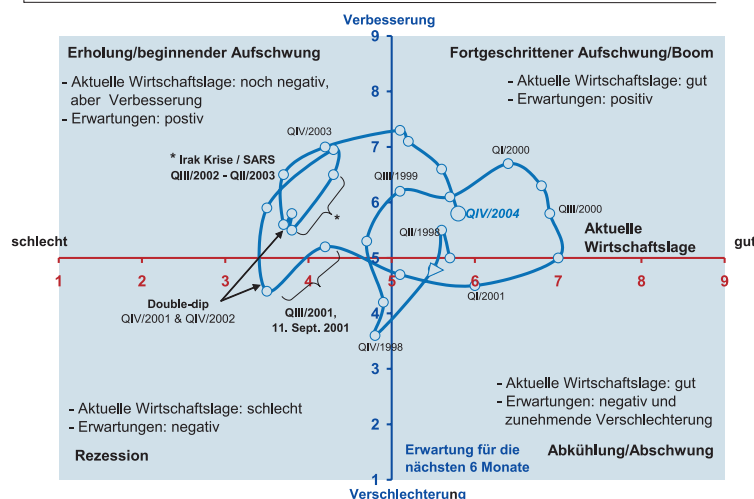 Verbesserung
9
Erholung/beginnender Aufschwung
Fortgeschrittener Aufschwung/Boom
- Aktuelle Wirtschaftslage: noch negativ,
aber Verbesserung
- Erwartungen: postiv
- Aktuelle Wirtschaftslage: gut
- Erwartungen: positiv
8
QIV/2003
7
QI/2000
* Irak Krise / SARS
QIII/2002 - QII/2003
QIII/1999
6
*
QIV/2004
QIII/2000
QII/1998
schlecht
Aktuelle
Wirtschaftslage
gut
5
1
2
3
4
5
6
7
8
9
Double-dip
QIV/2001 & QIV/2002
QIII/2001,
11. Sept. 2001
QI/2001
4
QIV/1998
3
- Aktuelle Wirtschaftslage: schlecht
- Erwartungen: negativ
- Aktuelle Wirtschaftslage: gut
- Erwartungen: negativ und
zunehmende Verschlechterung
2
Rezession
Erwartung für die
nächsten 6 Monate
Abkühlung/Abschwung
1
Verschlechterung